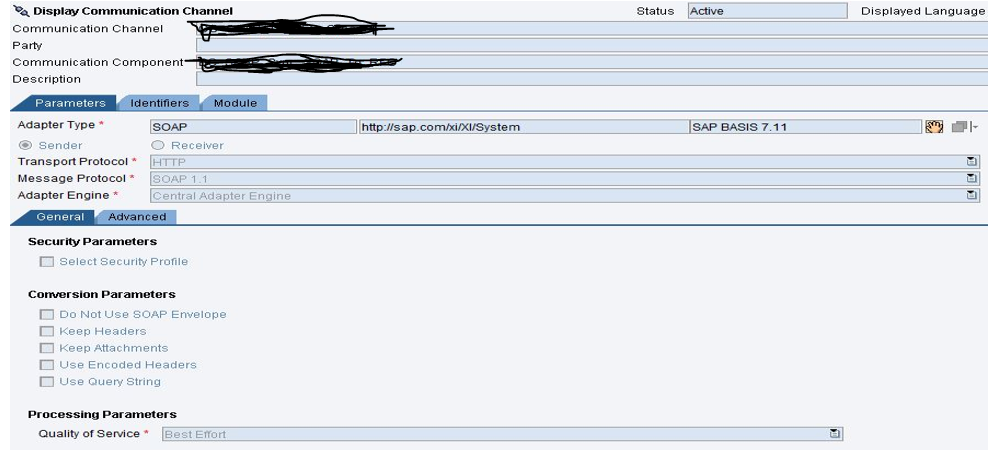 Display Communication Channel Status Active Displayed Language
Communication Channel
Party
Communication Component
Description
Parameters Identifiers Module
Adapter Type * SOAP http://sap.com/xi/XI/System SAP BASIS 7.11
Sender Receiver
Transport Protocol * HTTP
Message Protocol * SOAP 1.1
Adapter Engine * Central Adapter Engine
General Advanced
Security Parameters
Select Security Profile
Conversion Parameters
Do Not Use SOAP Envelope
Keep Headers
Keep Attachments
Use Encoded Headers
Use Query String
Processing Parameters
Quality of Service * Best Effort